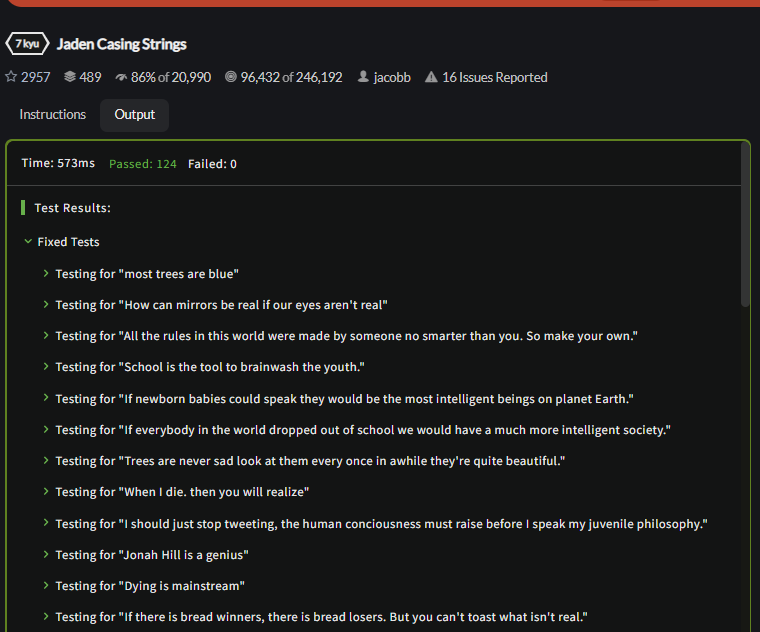 7 kyu Jaden Casing Strings
2957 489 86% of 20,990 96,432 of 246,192 jacobb 16 Issues Reported
Instructions Output
Time: 573ms Passed: 124 Failed: 0
Test Results:
Fixed Tests
Testing for "most trees are blue"
Testing for "How can mirrors be real if our eyes aren't real"
Testing for "All the rules in this world were made by someone no smarter than you. So make your own."
Testing for "School is the tool to brainwash the youth."
Testing for "If newborn babies could speak they would be the most intelligent beings on planet Earth."
Testing for "If everybody in the world dropped out of school we would have a much more intelligent society."
Testing for "Trees are never sad look at them every once in awhile they're quite beautiful."
Testing for "When I die. then you will realize"
Testing for "I should just stop tweeting, the human conciousness must raise before I speak my juvenile philosophy."
Testing for "Jonah Hill is a genius"
Testing for "Dying is mainstream"
Testing for "If there is bread winners, there is bread losers. But you can't toast what isn't real."